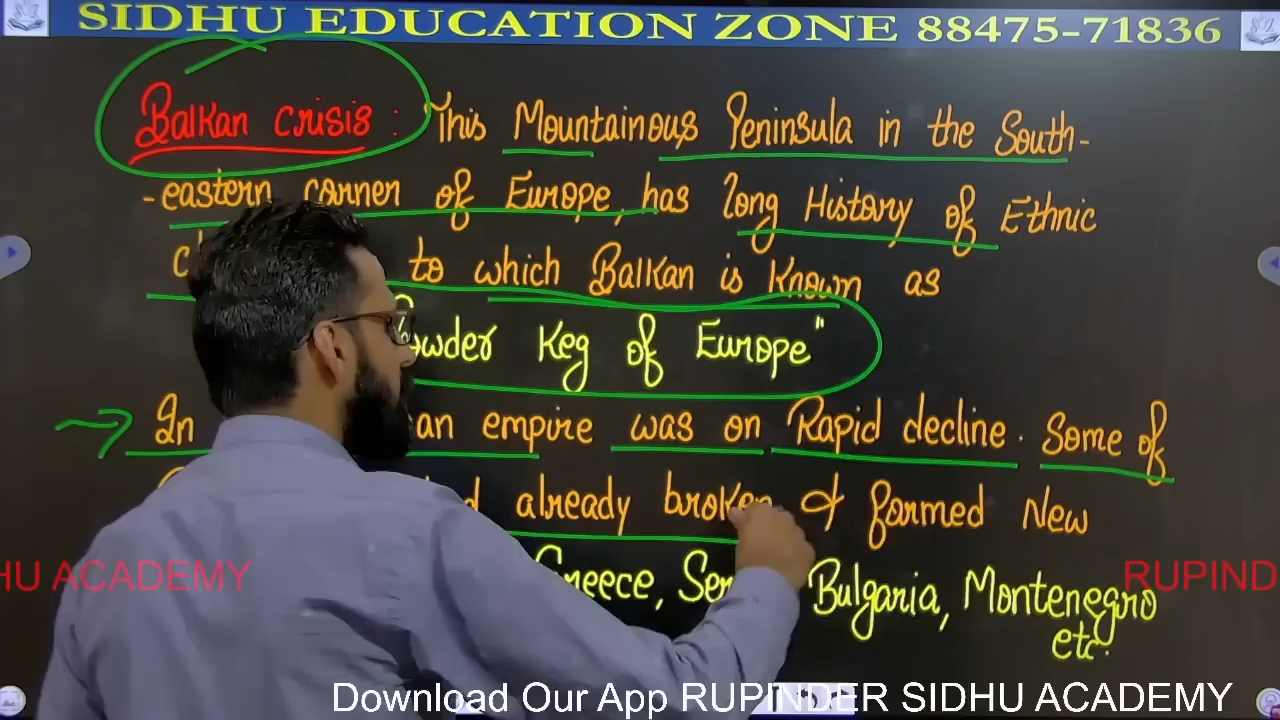 SIDHU EDUCATION ZONE 88475-71836
Balkan crisis : This Mountainous Peninsula in the South-
-eastern corner of Europe, has long History of Ethnic
to which Balkan is Known as
Keg of Europe"
In an empire was on Rapid decline. Some of
already broken & formed New
Greece, Bulgaria, Montenegro
etc.
HU ACADEMY
RUPIND
Download Our App RUPINDER SIDHU ACADEMY